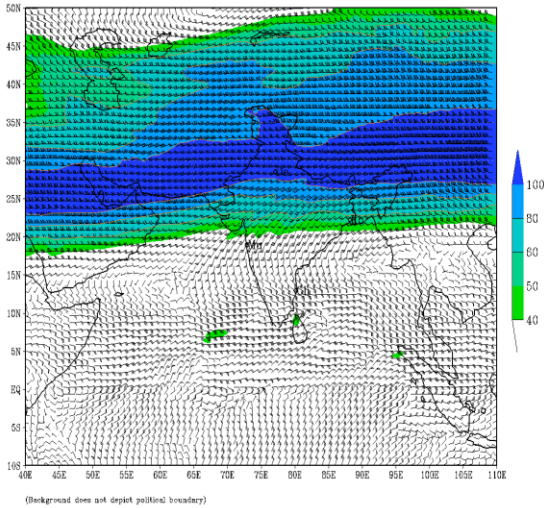 50N
45N
40N
35N
30N
25N
20N
15N
10N
5N
EQ
5S
10S
40E 45E 50E 55E 60E 65E 70E 75E 80E 85E 90E 95E 100E 105E 110E
100
80
60
50
40
Mu
(Background does not depict political boundary)